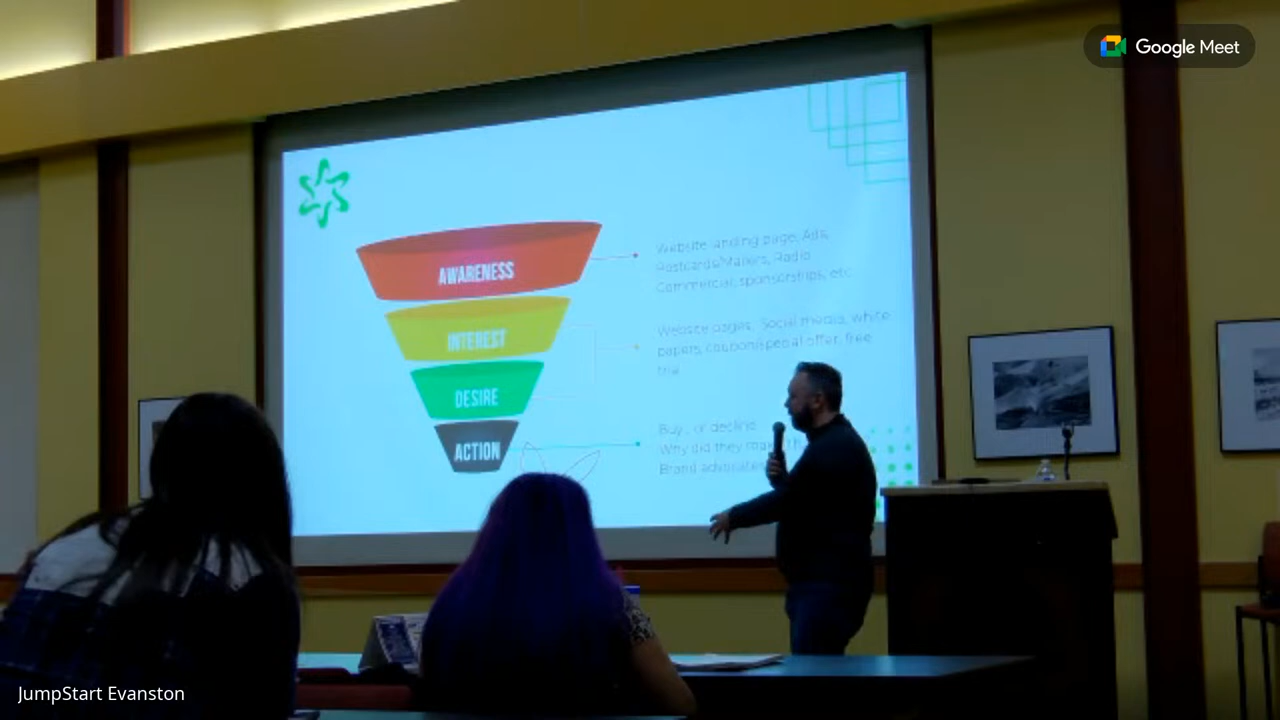 Google Meet
AWARENESS
Website landing page, Ads,
Postcards/Mailers, Radio
Commercial, sponsorships, etc
INTEREST
Website pages, Social media, white
papers, coupon/special offer, free
trial
DESIRE
ACTION
Buy, or decline
Why did they
Brand advocates
JumpStart Evanston